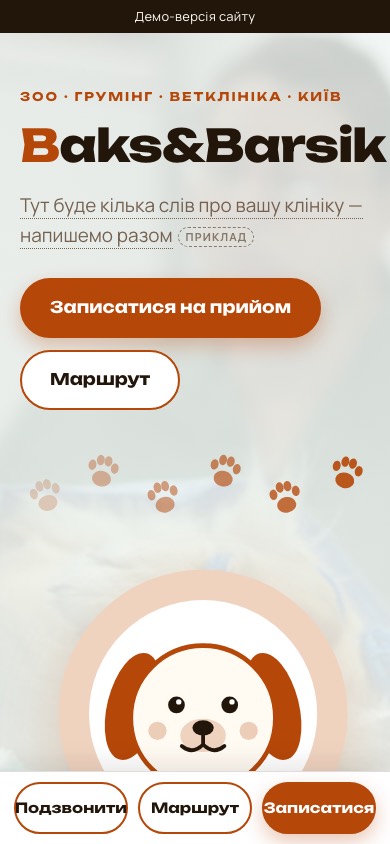 Демо-версія сайту
ЗОО · ГРУМІНГ · ВЕТКЛІНІКА · КИЇВ
Baks&Barsik
Тут буде кілька слів про вашу клініку —
напишемо разом ПРИКЛАД
Записатися на прийом
Маршрут
Подзвонити Маршрут Записатися